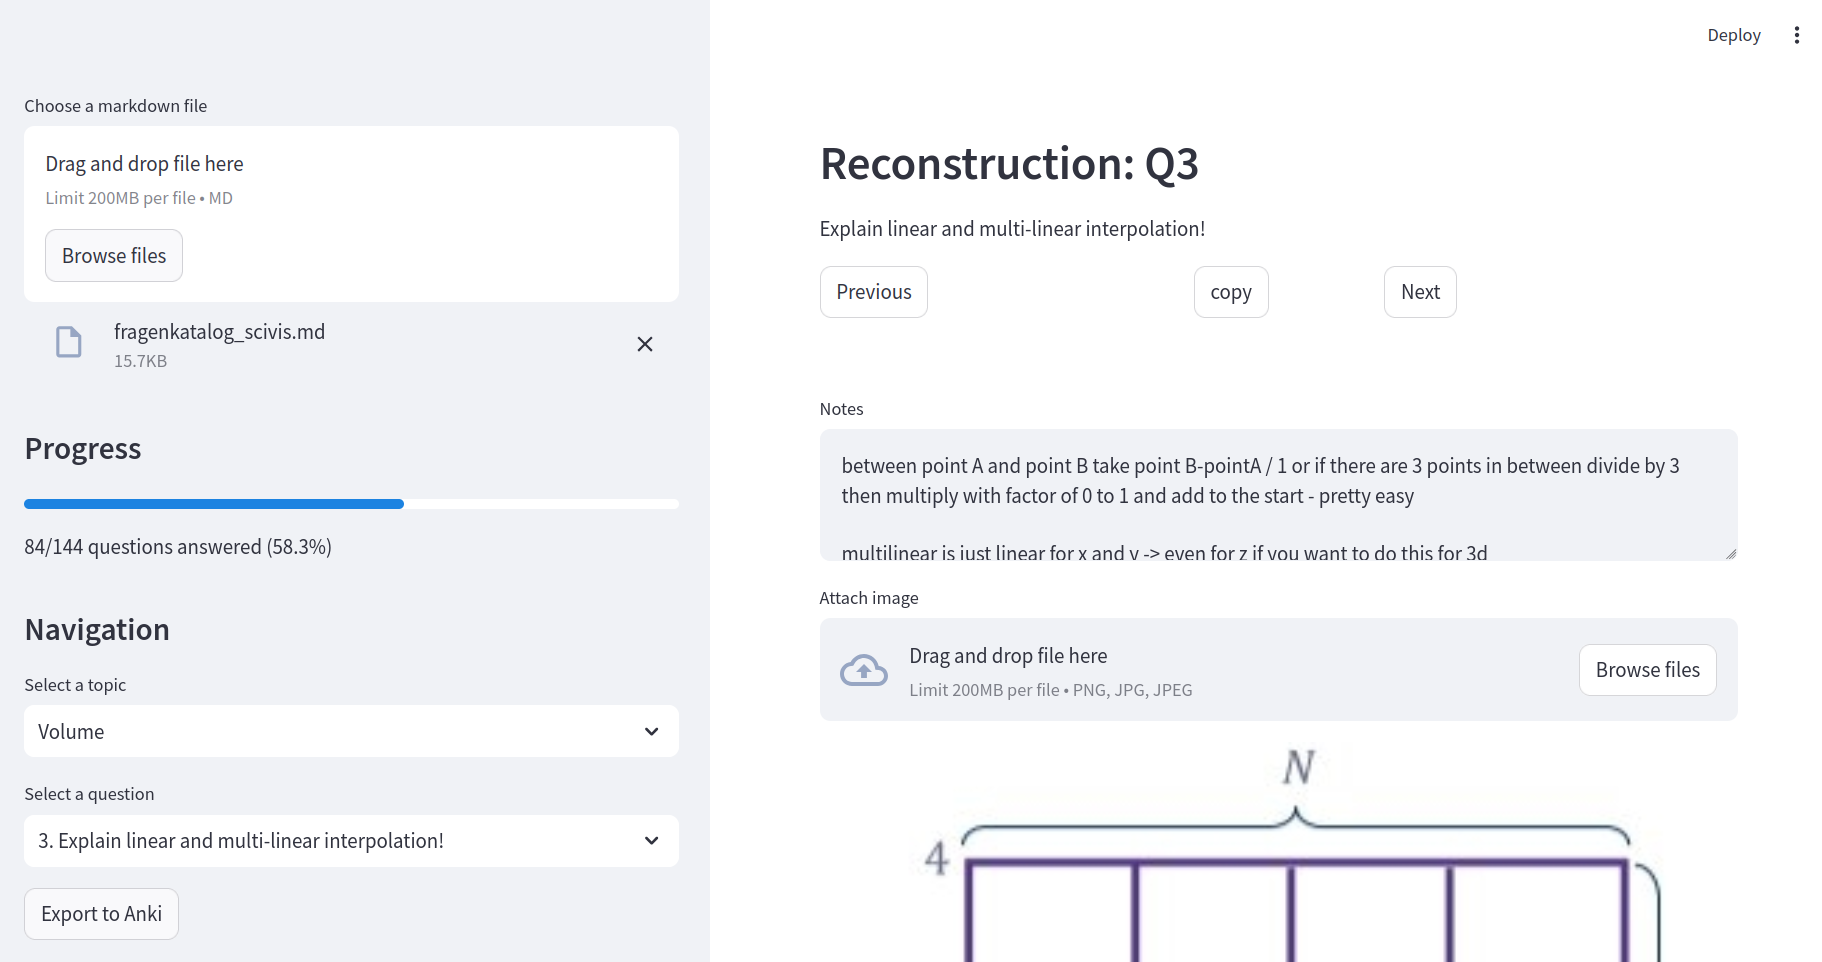 Deploy
Choose a markdown file
Drag and drop file here
Limit 200MB per file • MD
Browse files
fragenkatalog_scivis.md
15.7KB
Progress
84/144 questions answered (58.3%)
Navigation
Select a topic
Volume
Select a question
3. Explain linear and multi-linear interpolation!
Export to Anki
Reconstruction: Q3
Explain linear and multi-linear interpolation!
Previous
copy
Next
Notes
between point A and point B take point B-pointA / 1 or if there are 3 points in between divide by 3
then multiply with factor of 0 to 1 and add to the start - pretty easy
multilinear is just linear for x and y -> even for z if you want to do this for 3d
Attach image
Drag and drop file here
Limit 200MB per file • PNG, JPG, JPEG
Browse files
N
4